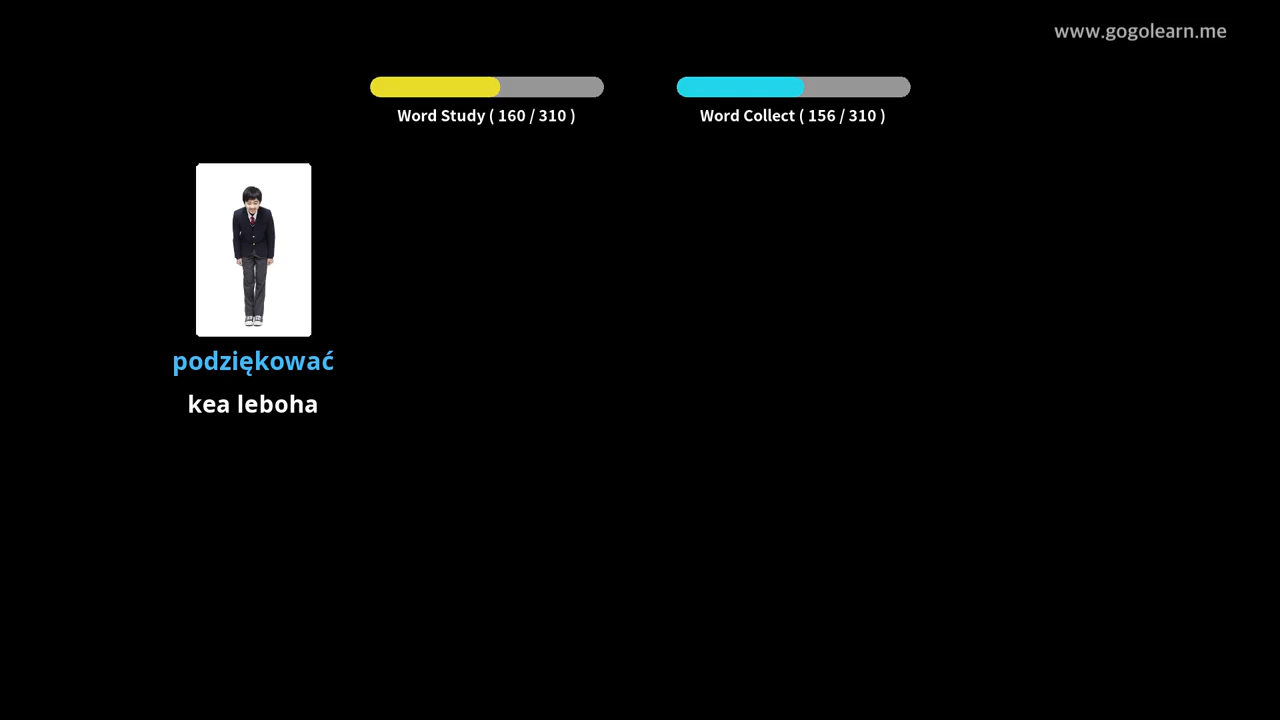 www.gogolearn.me
Word Study ( 160 / 310 )
Word Collect ( 156 / 310 )
podziękować
kea leboha